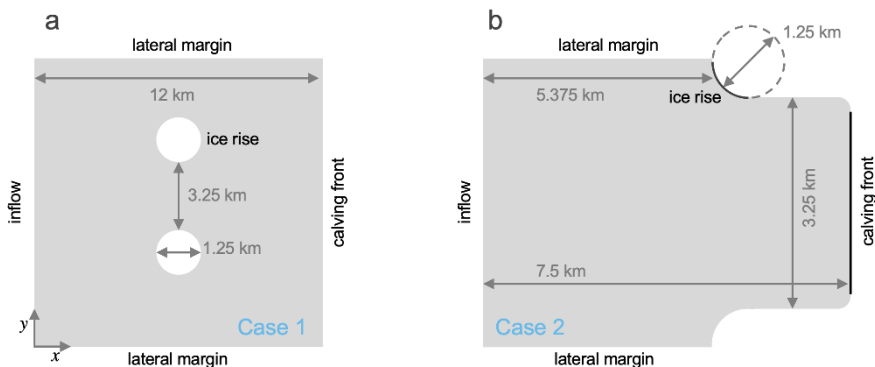 a
lateral margin
12 km
ice rise
3.25 km
1.25 km
inflow
calving front
y
x
Case 1
lateral margin
b
lateral margin
1.25 km
5.375 km
ice rise
inflow
3.25 km
calving front
7.5 km
Case 2
lateral margin